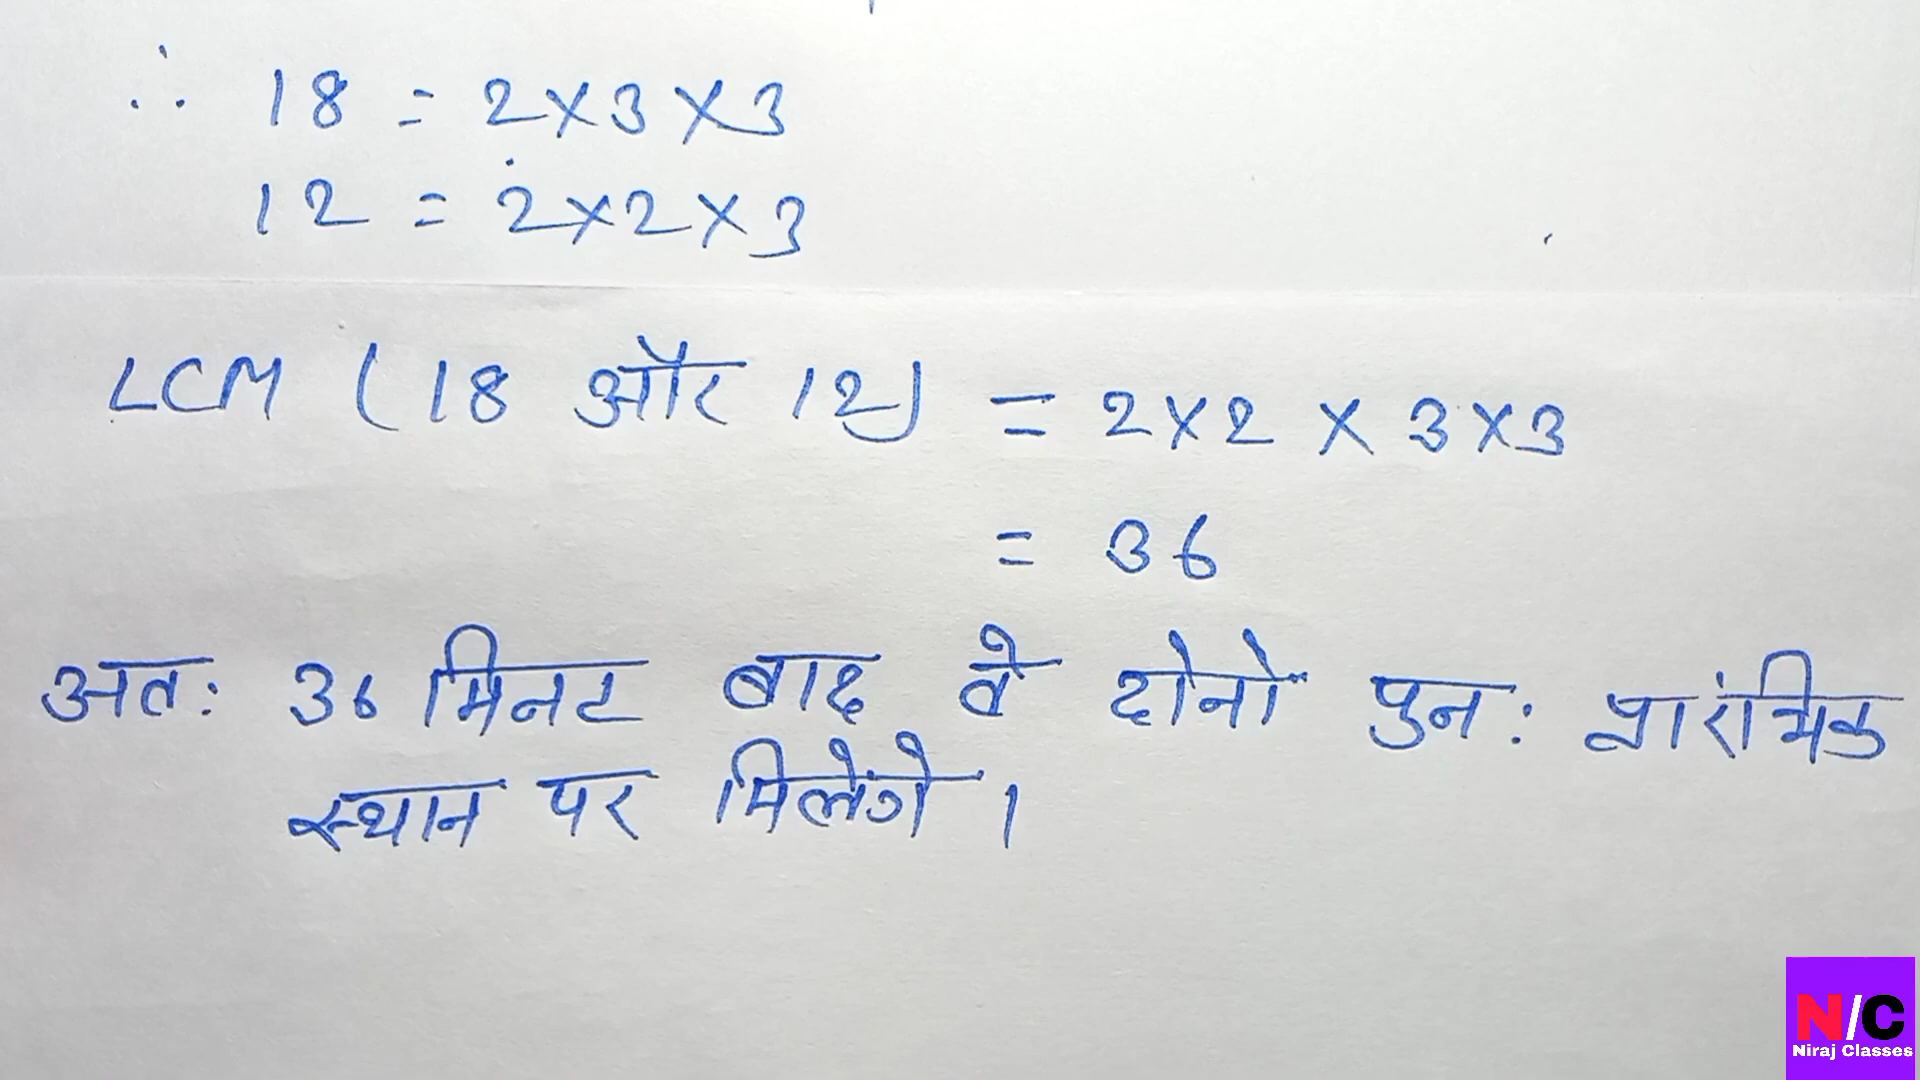 ∴ 18 = 2×3×3
12 = 2×2×3
LCM (18 और 12) = 2×2 × 3×3
= 36
अतः 36 मिनट बाद वे दोनों पुनः प्रारंभिक
स्थान पर मिलेंगे।
N/C
Niraj Classes